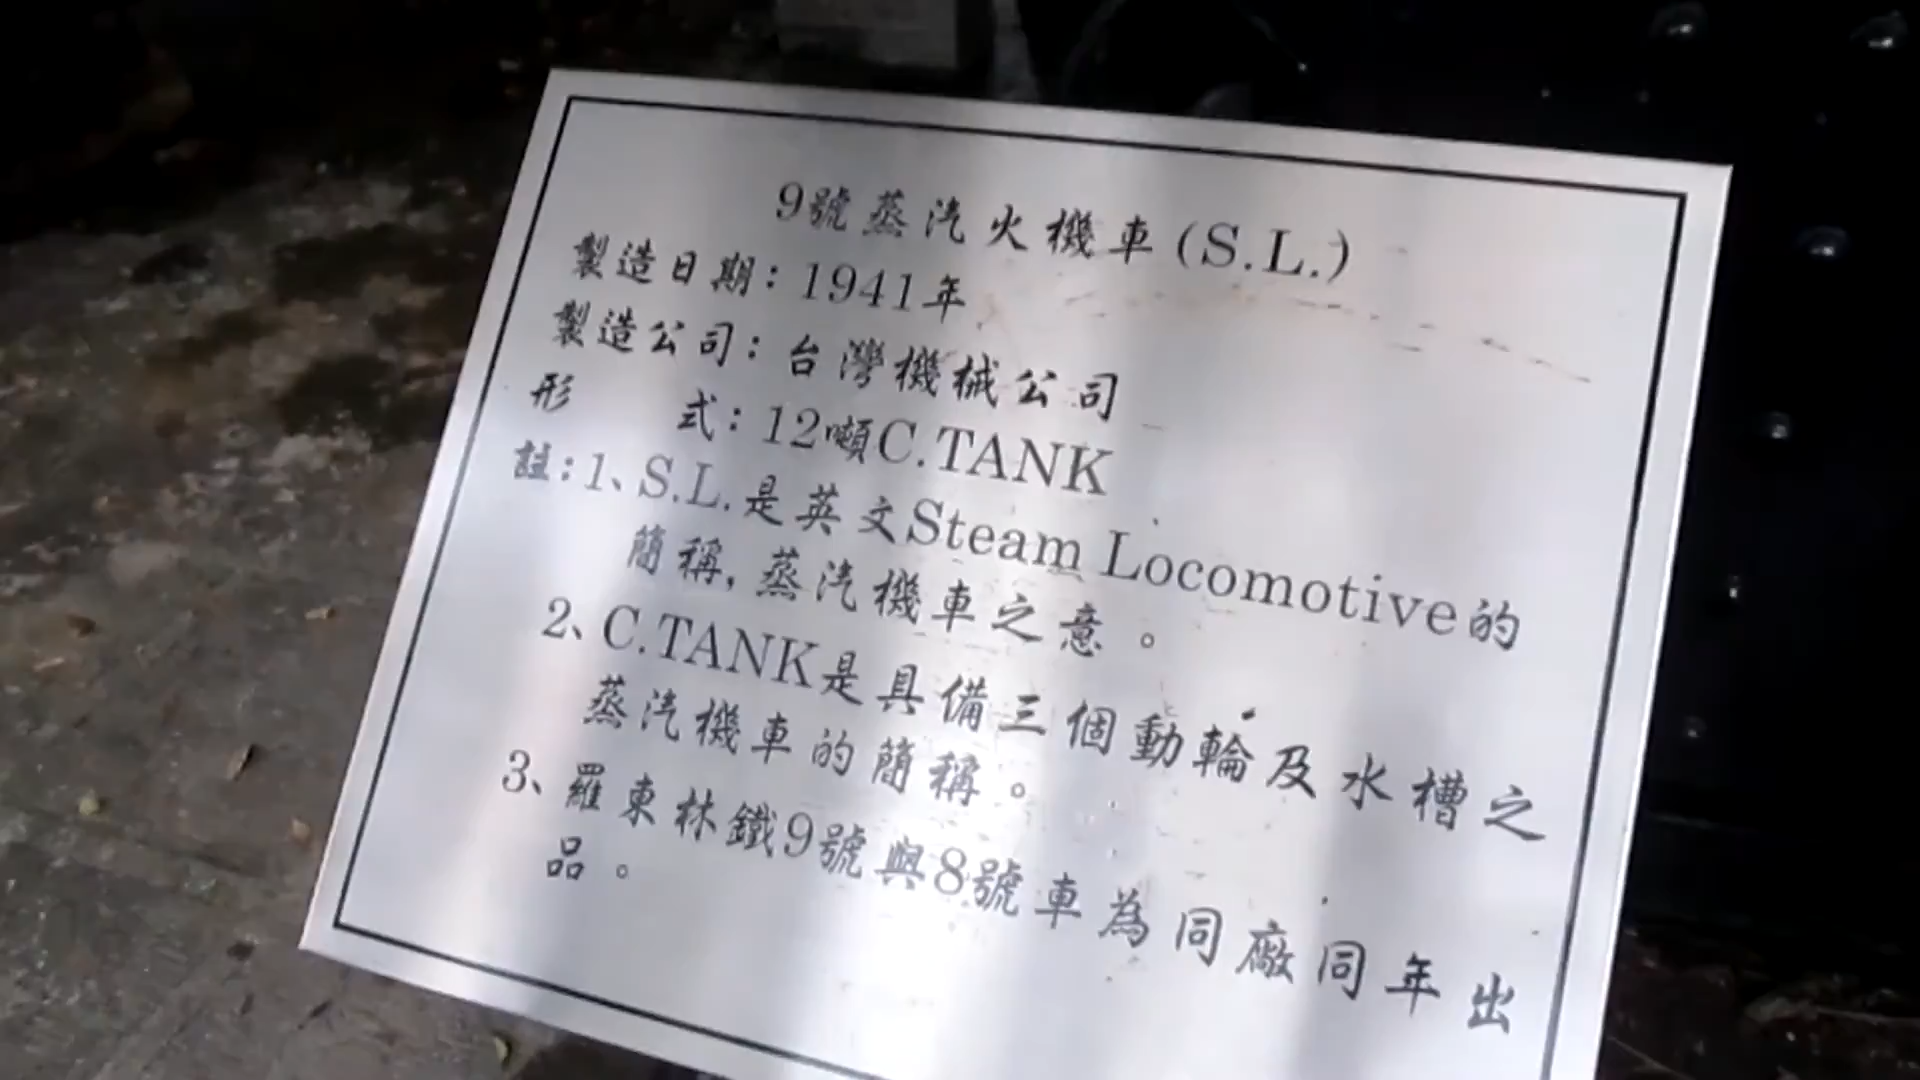 9號蒸汽火機車(S.L.)
製造日期：1941年
製造公司：台灣機械公司
形　　式：12噸C.TANK
註：1、S.L.是英文Steam Locomotive的
簡稱,蒸汽機車之意。
2、C.TANK是具備三個動輪及水槽之
蒸汽機車的簡稱。
3、羅東林鐵9號與8號車為同廠同年出
品。